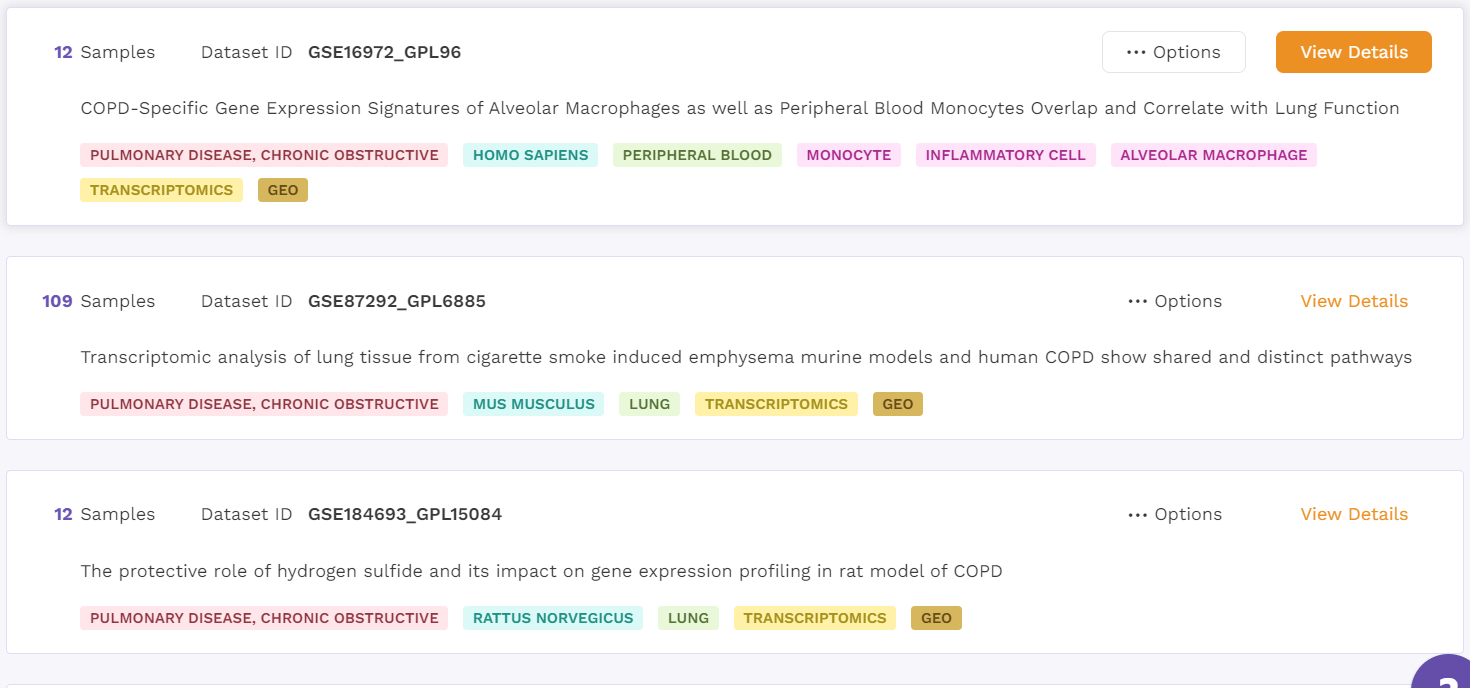 12 Samples Dataset ID GSE16972_GPL96 ••• Options View Details
COPD-Specific Gene Expression Signatures of Alveolar Macrophages as well as Peripheral Blood Monocytes Overlap and Correlate with Lung Function
PULMONARY DISEASE, CHRONIC OBSTRUCTIVE HOMO SAPIENS PERIPHERAL BLOOD MONOCYTE INFLAMMATORY CELL ALVEOLAR MACROPHAGE
TRANSCRIPTOMICS GEO
109 Samples Dataset ID GSE87292_GPL6885 ••• Options View Details
Transcriptomic analysis of lung tissue from cigarette smoke induced emphysema murine models and human COPD show shared and distinct pathways
PULMONARY DISEASE, CHRONIC OBSTRUCTIVE MUS MUSCULUS LUNG TRANSCRIPTOMICS GEO
12 Samples Dataset ID GSE184693_GPL15084 ••• Options View Details
The protective role of hydrogen sulfide and its impact on gene expression profiling in rat model of COPD
PULMONARY DISEASE, CHRONIC OBSTRUCTIVE RATTUS NORVEGICUS LUNG TRANSCRIPTOMICS GEO